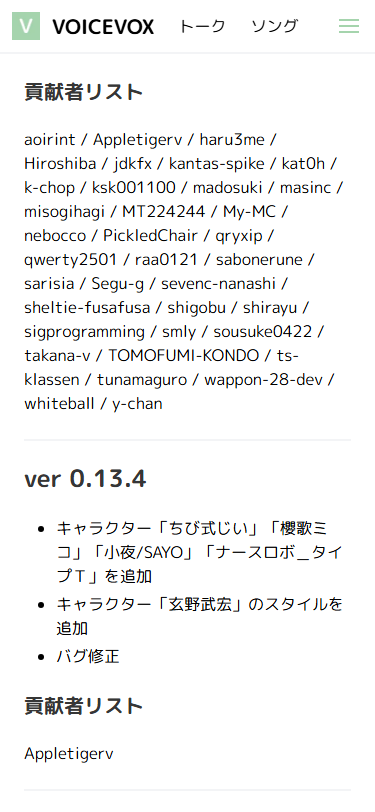 V VOICEVOX トーク ソング
貢献者リスト
aoirint / Appletigerv / haru3me /
Hiroshiba / jdkfx / kantas-spike / kat0h /
k-chop / ksk001100 / madosuki / masinc /
misogihagi / MT224244 / My-MC /
nebocco / PickledChair / qryxip /
qwerty2501 / raa0121 / sabonerune /
sarisia / Segu-g / sevenc-nanashi /
sheltie-fusafusa / shigobu / shirayu /
sigprogramming / smly / sousuke0422 /
takana-v / TOMOFUMI-KONDO / ts-
klassen / tunamaguro / wappon-28-dev /
whiteball / y-chan
ver 0.13.4
• キャラクター「ちび式じい」「櫻歌ミ
コ」「小夜/SAYO」「ナースロボ＿タイ
プＴ」を追加
• キャラクター「玄野武宏」のスタイルを
追加
• バグ修正
貢献者リスト
Appletigerv